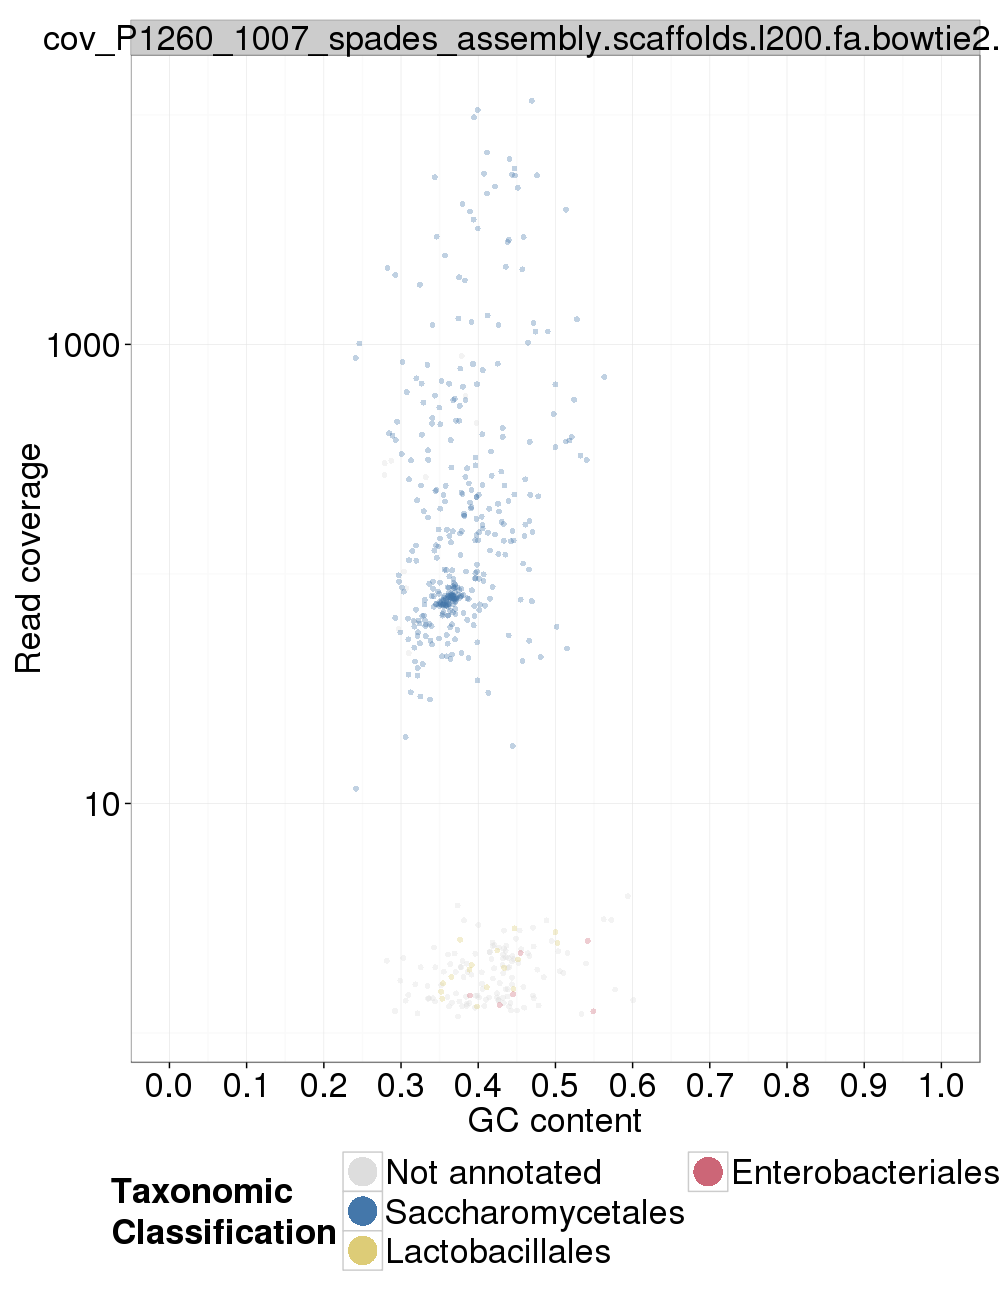 cov_P1260_1007_spades_assembly.scaffolds.l200.fa.bowtie2.
Read coverage
1000
10
0.0 0.1 0.2 0.3 0.4 0.5 0.6 0.7 0.8 0.9 1.0
GC content
Taxonomic
Classification
Not annotated
Saccharomycetales
Lactobacillales
Enterobacteriales